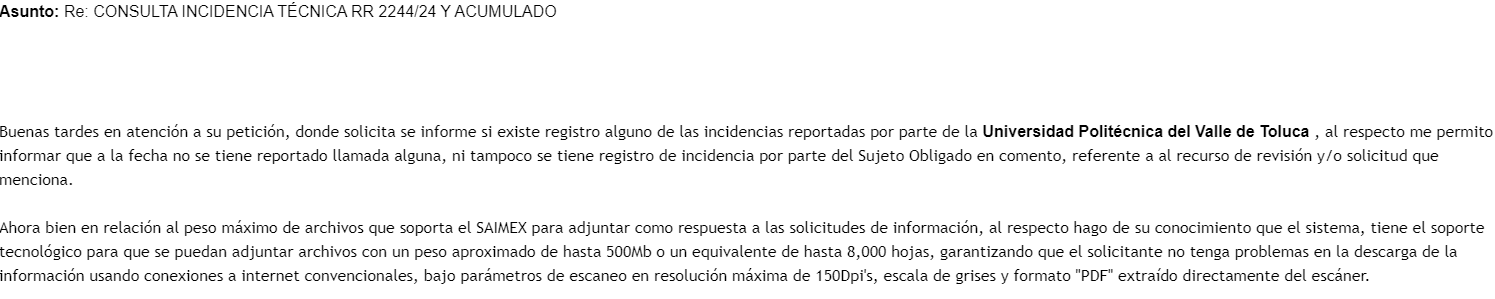 Asunto: Re: CONSULTA INCIDENCIA TÉCNICA RR 2244/24 Y ACUMULADO
Buenas tardes en atención a su petición, donde solicita se informe si existe registro alguno de las incidencias reportadas por parte de la Universidad Politécnica del Valle de Toluca , al respecto me permito
informar que a la fecha no se tiene reportado llamada alguna, ni tampoco se tiene registro de incidencia por parte del Sujeto Obligado en comento, referente a al recurso de revisión y/o solicitud que
menciona.
Ahora bien en relación al peso máximo de archivos que soporta el SAIMEX para adjuntar como respuesta a las solicitudes de información, al respecto hago de su conocimiento que el sistema, tiene el soporte
tecnológico para que se puedan adjuntar archivos con un peso aproximado de hasta 500Mb o un equivalente de hasta 8,000 hojas, garantizando que el solicitante no tenga problemas en la descarga de la
información usando conexiones a internet convencionales, bajo parámetros de escaneo en resolución máxima de 150Dpi's, escala de grises y formato "PDF" extraído directamente del escáner.